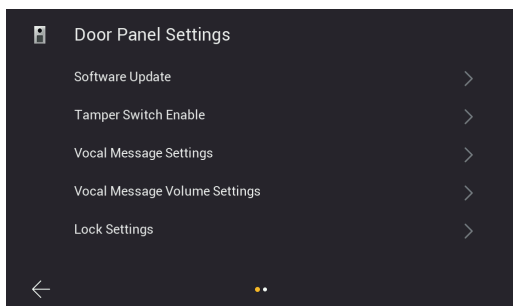 Door Panel Settings
Software Update
Tamper Switch Enable
Vocal Message Settings
Vocal Message Volume Settings
Lock Settings